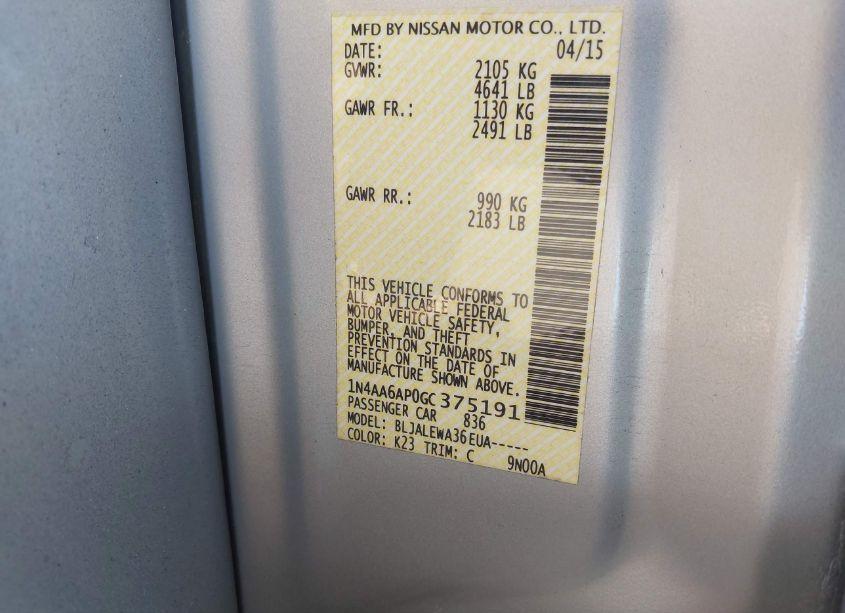 MFD BY NISSAN MOTOR CO., LTD.
DATE: 04/15
GVWR: 2105 KG
4641 LB
GAWR FR.: 1130 KG
2491 LB
GAWR RR.: 990 KG
2183 LB
THIS VEHICLE CONFORMS TO
ALL APPLICABLE FEDERAL
MOTOR VEHICLE SAFETY,
BUMPER, AND THEFT
PREVENTION STANDARDS IN
EFFECT ON THE DATE OF
MANUFACTURE SHOWN ABOVE.
1N4AA6AP0GC375191
PASSENGER CAR 836
MODEL: BLJALEWA36EUA-----
COLOR: K23 TRIM: C 9N00A